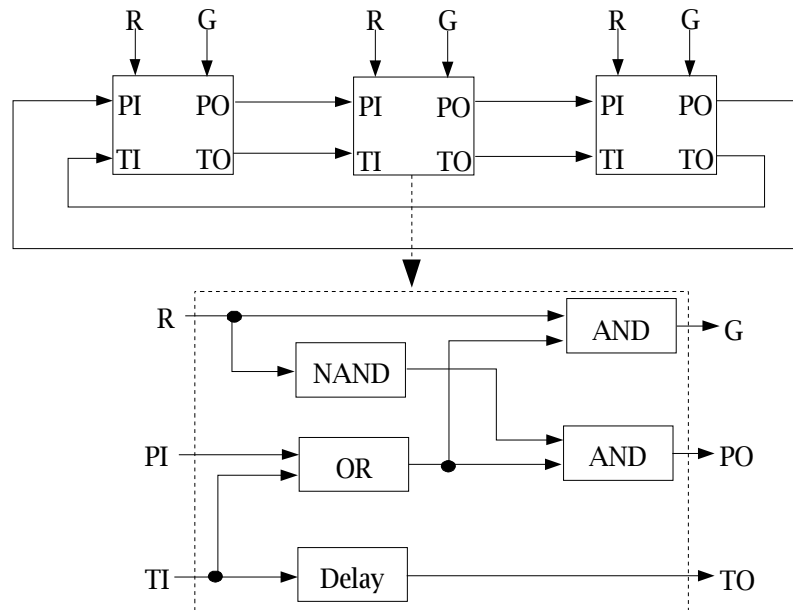 R G R G R G
PI PO PI PO PI PO
TI TO TI TO TI TO
R AND G
NAND
PI OR AND PO
TI Delay TO